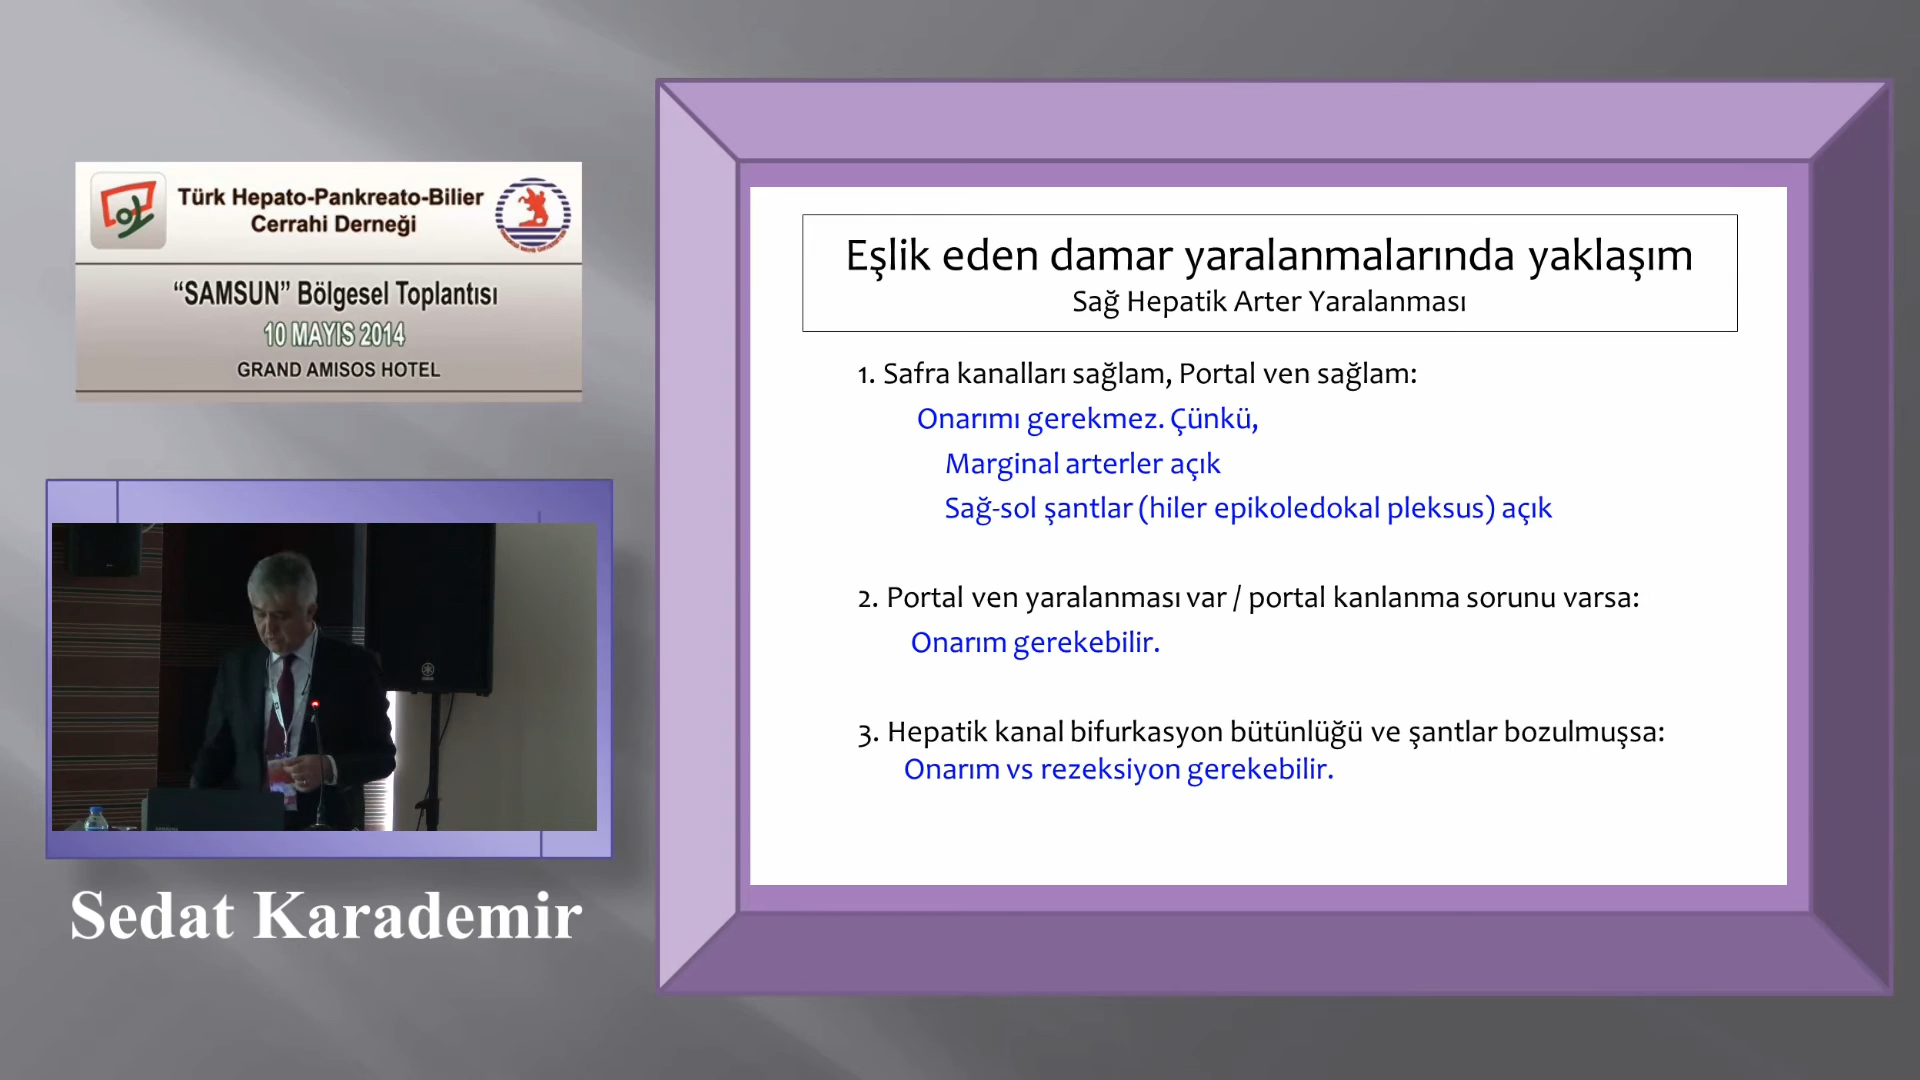 Türk Hepato-Pankreato-Bilier
Cerrahi Derneği
“SAMSUN” Bölgesel Toplantısı
10 MAYIS 2014
GRAND AMISOS HOTEL
Sedat Karademir
Eşlik eden damar yaralanmalarında yaklaşım
Sağ Hepatik Arter Yaralanması
1. Safra kanalları sağlam, Portal ven sağlam:
Onarımı gerekmez. Çünkü,
Marginal arterler açık
Sağ-sol şantlar (hiler epikoledokal pleksus) açık
2. Portal ven yaralanması var / portal kanlanma sorunu varsa:
Onarım gerekebilir.
3. Hepatik kanal bifurkasyon bütünlüğü ve şantlar bozulmuşsa:
Onarım vs rezeksiyon gerekebilir.